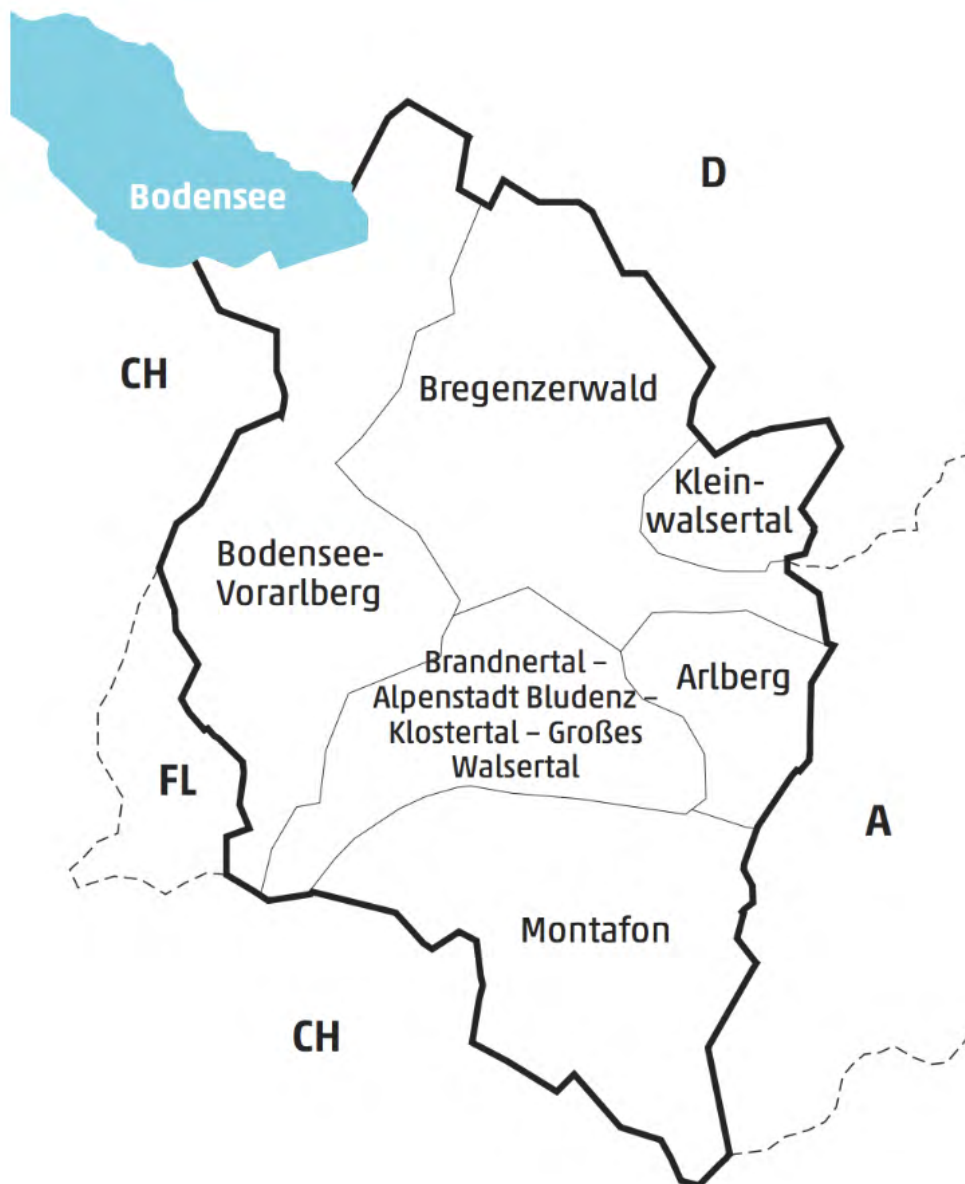 D
Bodensee
CH
Bregenzerwald
Klein-
walsertal
Bodensee-
Vorarlberg
Brandnertal –
Alpenstadt Bludenz –
Klostertal – Großes
Walsertal
Arlberg
FL
A
Montafon
CH